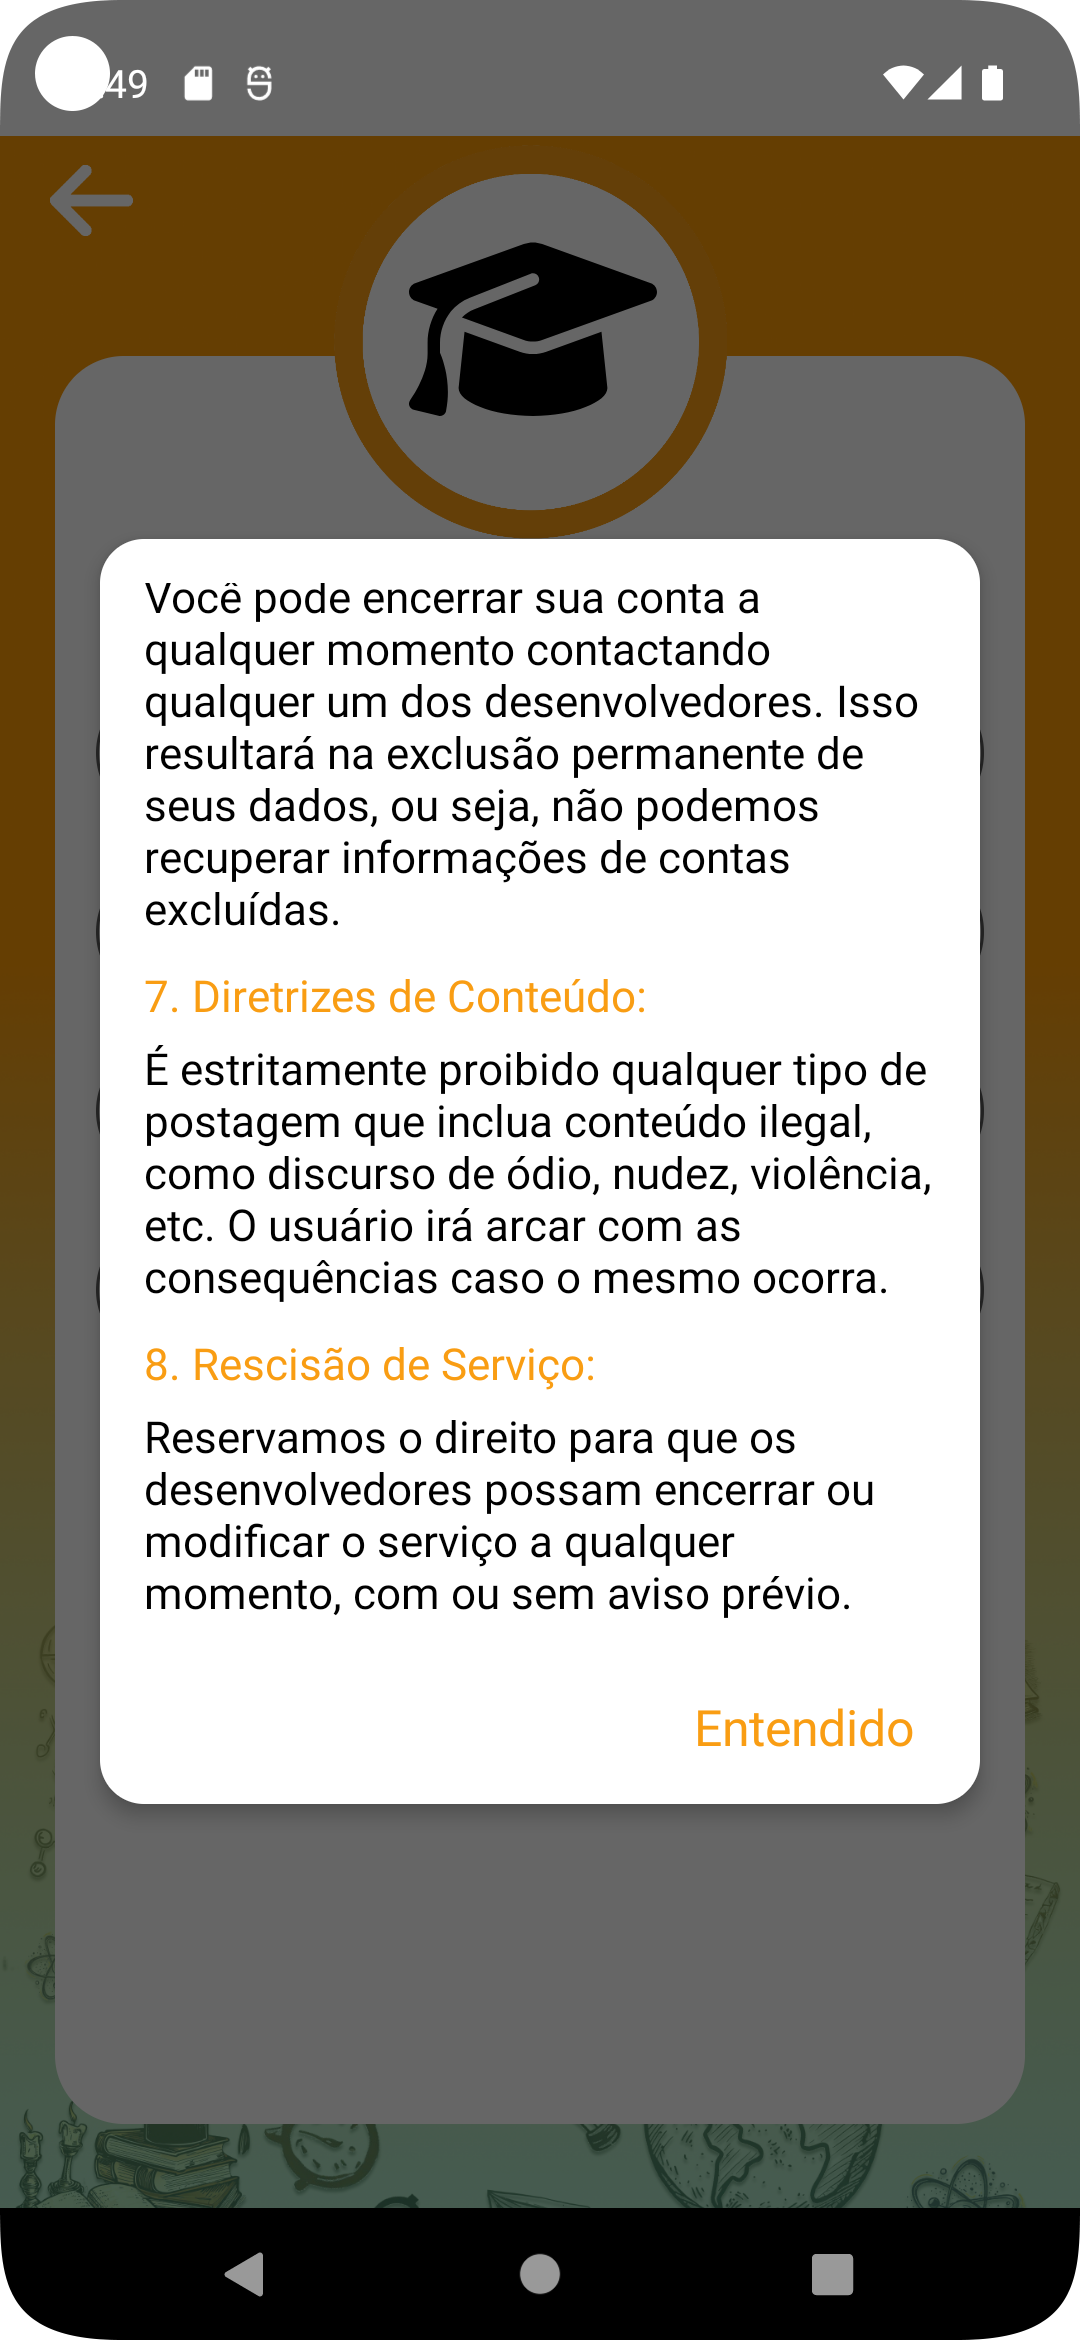 49
Você pode encerrar sua conta a
qualquer momento contactando
qualquer um dos desenvolvedores. Isso
resultará na exclusão permanente de
seus dados, ou seja, não podemos
recuperar informações de contas
excluídas.
7. Diretrizes de Conteúdo:
É estritamente proibido qualquer tipo de
postagem que inclua conteúdo ilegal,
como discurso de ódio, nudez, violência,
etc. O usuário irá arcar com as
consequências caso o mesmo ocorra.
8. Rescisão de Serviço:
Reservamos o direito para que os
desenvolvedores possam encerrar ou
modificar o serviço a qualquer
momento, com ou sem aviso prévio.
Entendido